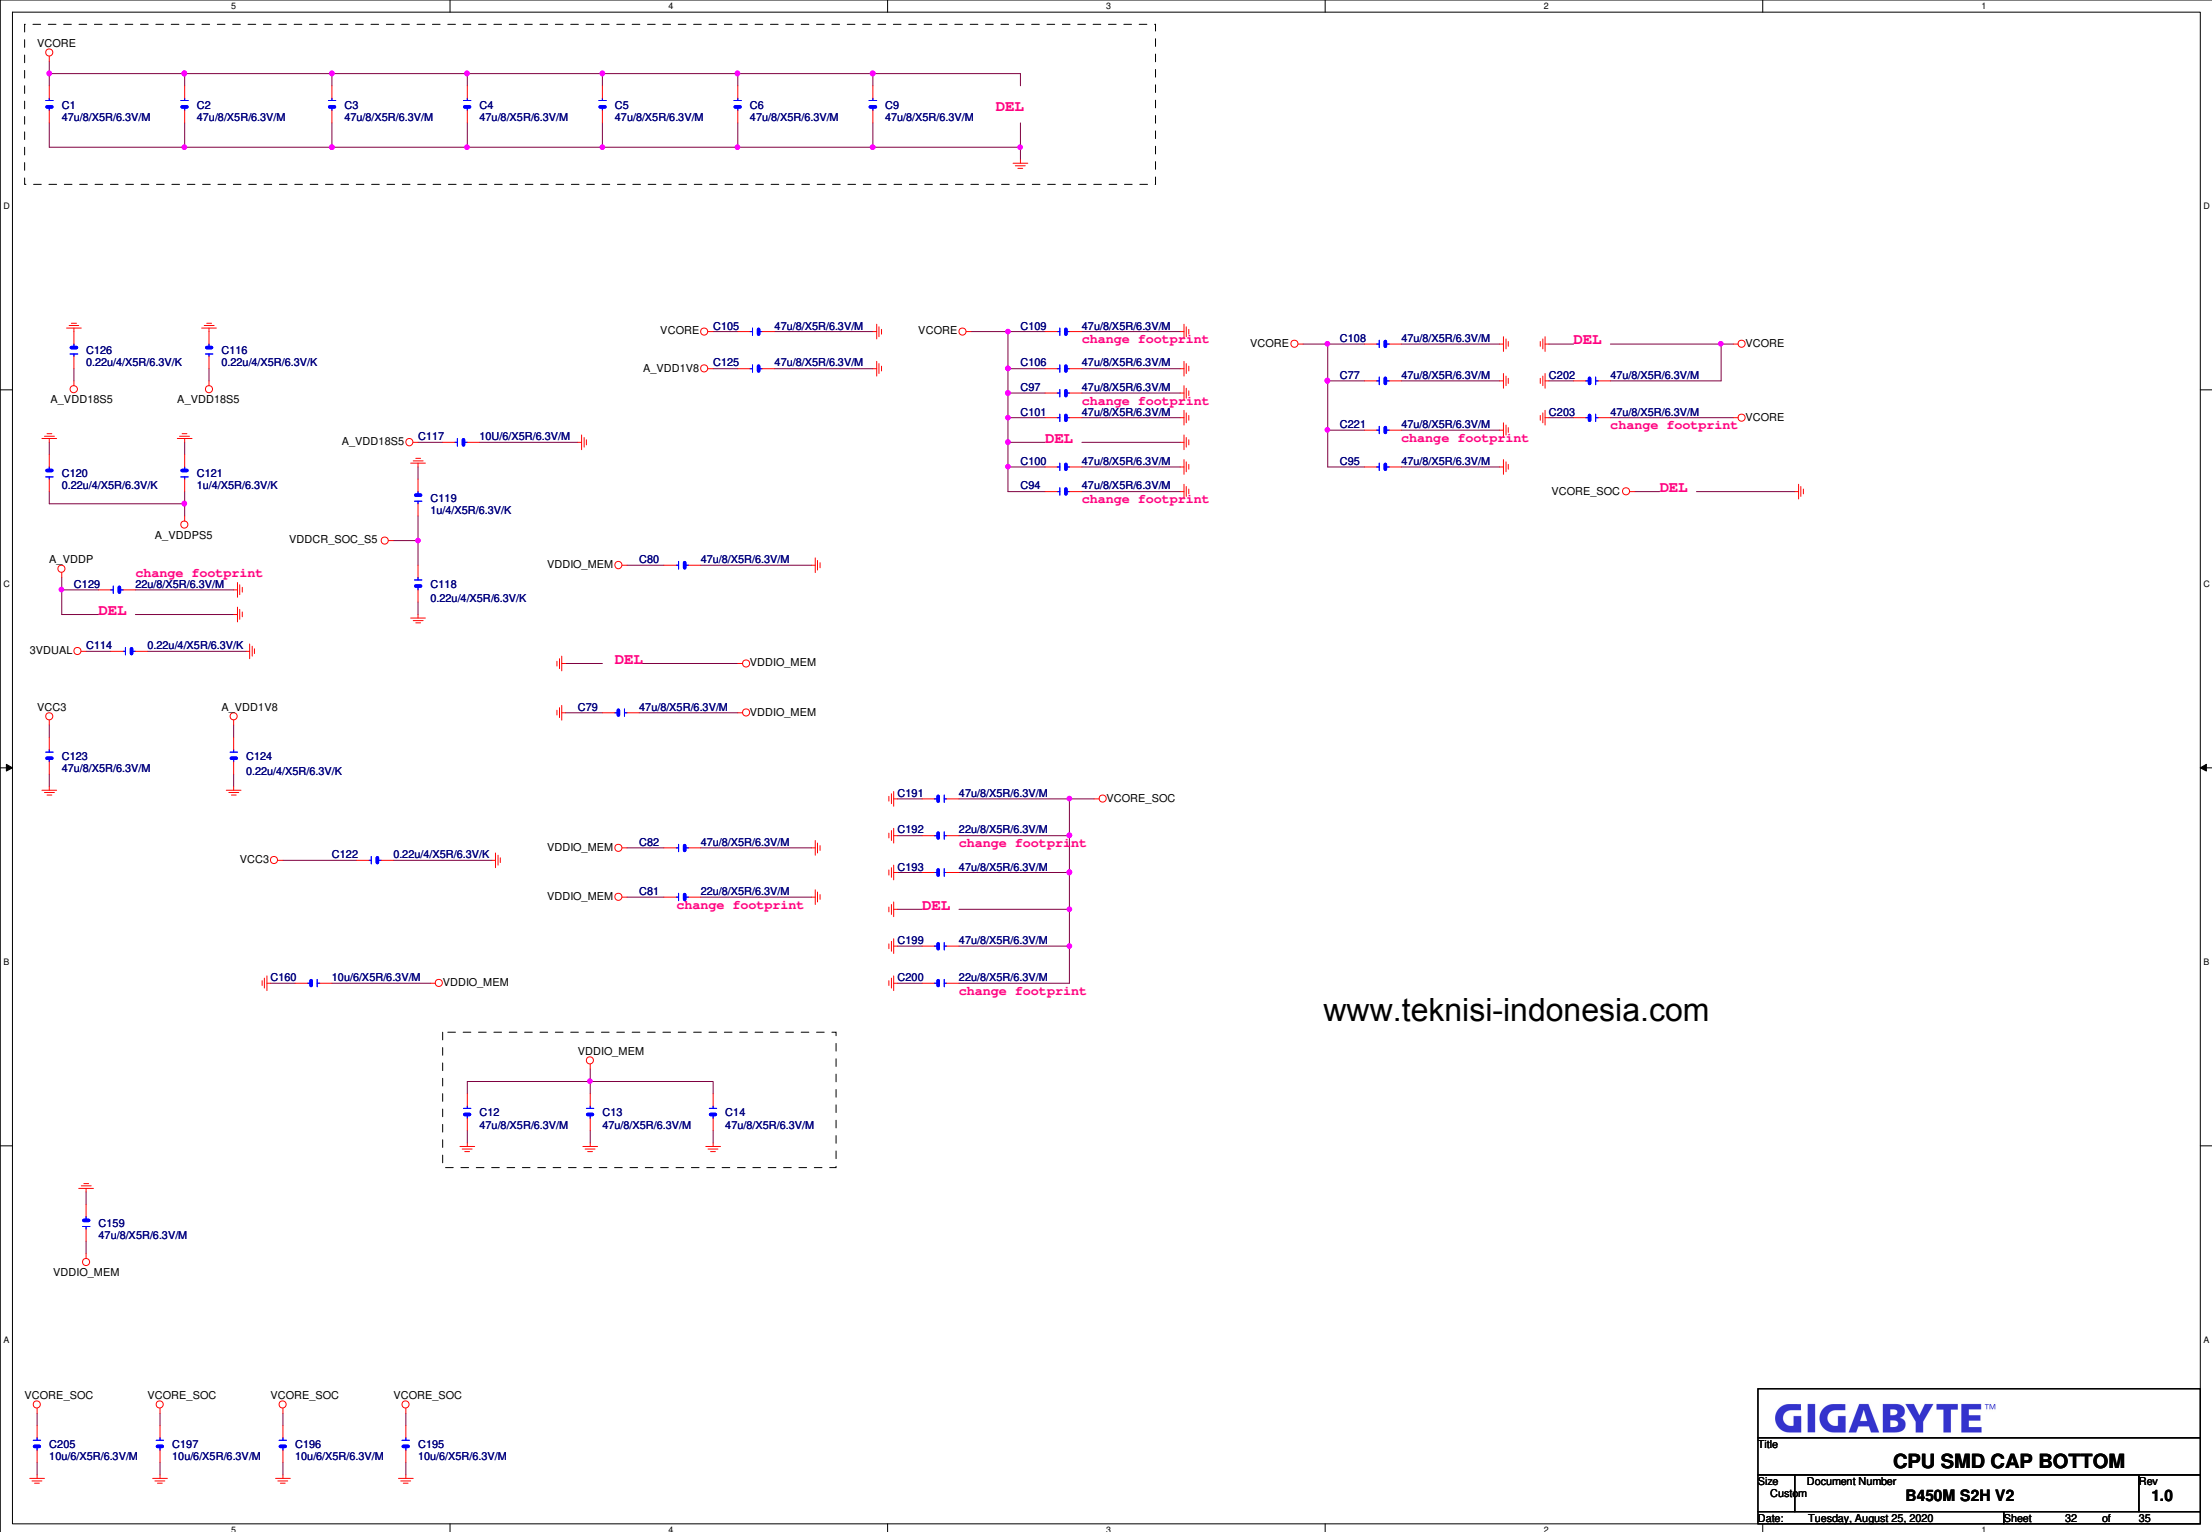 5 4 3 2 1
VCORE
C1 C2 C3 C4 C5 C6 C9 DEL
47u/8/X5R/6.3V/M 47u/8/X5R/6.3V/M 47u/8/X5R/6.3V/M 47u/8/X5R/6.3V/M 47u/8/X5R/6.3V/M 47u/8/X5R/6.3V/M 47u/8/X5R/6.3V/M
D D
C126
0.22u/4/X5R/6.3V/K
A_VDD18S5
C116
0.22u/4/X5R/6.3V/K
A_VDD18S5
VCORE C105 47u/8/X5R/6.3V/M
A_VDD1V8 C125 47u/8/X5R/6.3V/M
VCORE C109 47u/8/X5R/6.3V/M
change footprint
C106 47u/8/X5R/6.3V/M
C97 47u/8/X5R/6.3V/M
change footprint
C101 47u/8/X5R/6.3V/M
DEL
C100 47u/8/X5R/6.3V/M
C94 47u/8/X5R/6.3V/M
change footprint
VCORE C108 47u/8/X5R/6.3V/M
C77 47u/8/X5R/6.3V/M
C221 47u/8/X5R/6.3V/M
change footprint
C95 47u/8/X5R/6.3V/M
DEL VCORE
C202 47u/8/X5R/6.3V/M
C203 47u/8/X5R/6.3V/M VCORE
change footprint
VCORE_SOC DEL
A_VDD18S5 C117 10U/6/X5R/6.3V/M
C120
0.22u/4/X5R/6.3V/K
C121
1u/4/X5R/6.3V/K
A_VDDPS5
C119
1u/4/X5R/6.3V/K
VDDCR_SOC_S5
C118
0.22u/4/X5R/6.3V/K
A_VDDP
change footprint
C129 22u/8/X5R/6.3V/M
DEL
VDDIO_MEM C80 47u/8/X5R/6.3V/M
C C
3VDUAL C114 0.22u/4/X5R/6.3V/K
DEL VDDIO_MEM
C79 47u/8/X5R/6.3V/M VDDIO_MEM
VCC3
C123
47u/8/X5R/6.3V/M
A_VDD1V8
C124
0.22u/4/X5R/6.3V/K
VCC3 C122 0.22u/4/X5R/6.3V/K
VDDIO_MEM C82 47u/8/X5R/6.3V/M
VDDIO_MEM C81 22u/8/X5R/6.3V/M
change footprint
C191 47u/8/X5R/6.3V/M VCORE_SOC
C192 22u/8/X5R/6.3V/M
change footprint
C193 47u/8/X5R/6.3V/M
DEL
C199 47u/8/X5R/6.3V/M
C200 22u/8/X5R/6.3V/M
change footprint
B B
C160 10u/6/X5R/6.3V/M VDDIO_MEM
www.teknisi-indonesia.com
VDDIO_MEM
C12 C13 C14
47u/8/X5R/6.3V/M 47u/8/X5R/6.3V/M 47u/8/X5R/6.3V/M
C159
47u/8/X5R/6.3V/M
VDDIO_MEM
A A
VCORE_SOC VCORE_SOC VCORE_SOC VCORE_SOC
C205 C197 C196 C195
10u/6/X5R/6.3V/M 10u/6/X5R/6.3V/M 10u/6/X5R/6.3V/M 10u/6/X5R/6.3V/M
GIGABYTE™
Title
CPU SMD CAP BOTTOM
Size Document Number Rev
Custom B450M S2H V2 1.0
Date: Tuesday, August 25, 2020 Sheet 32 of 35
5 4 3 2 1